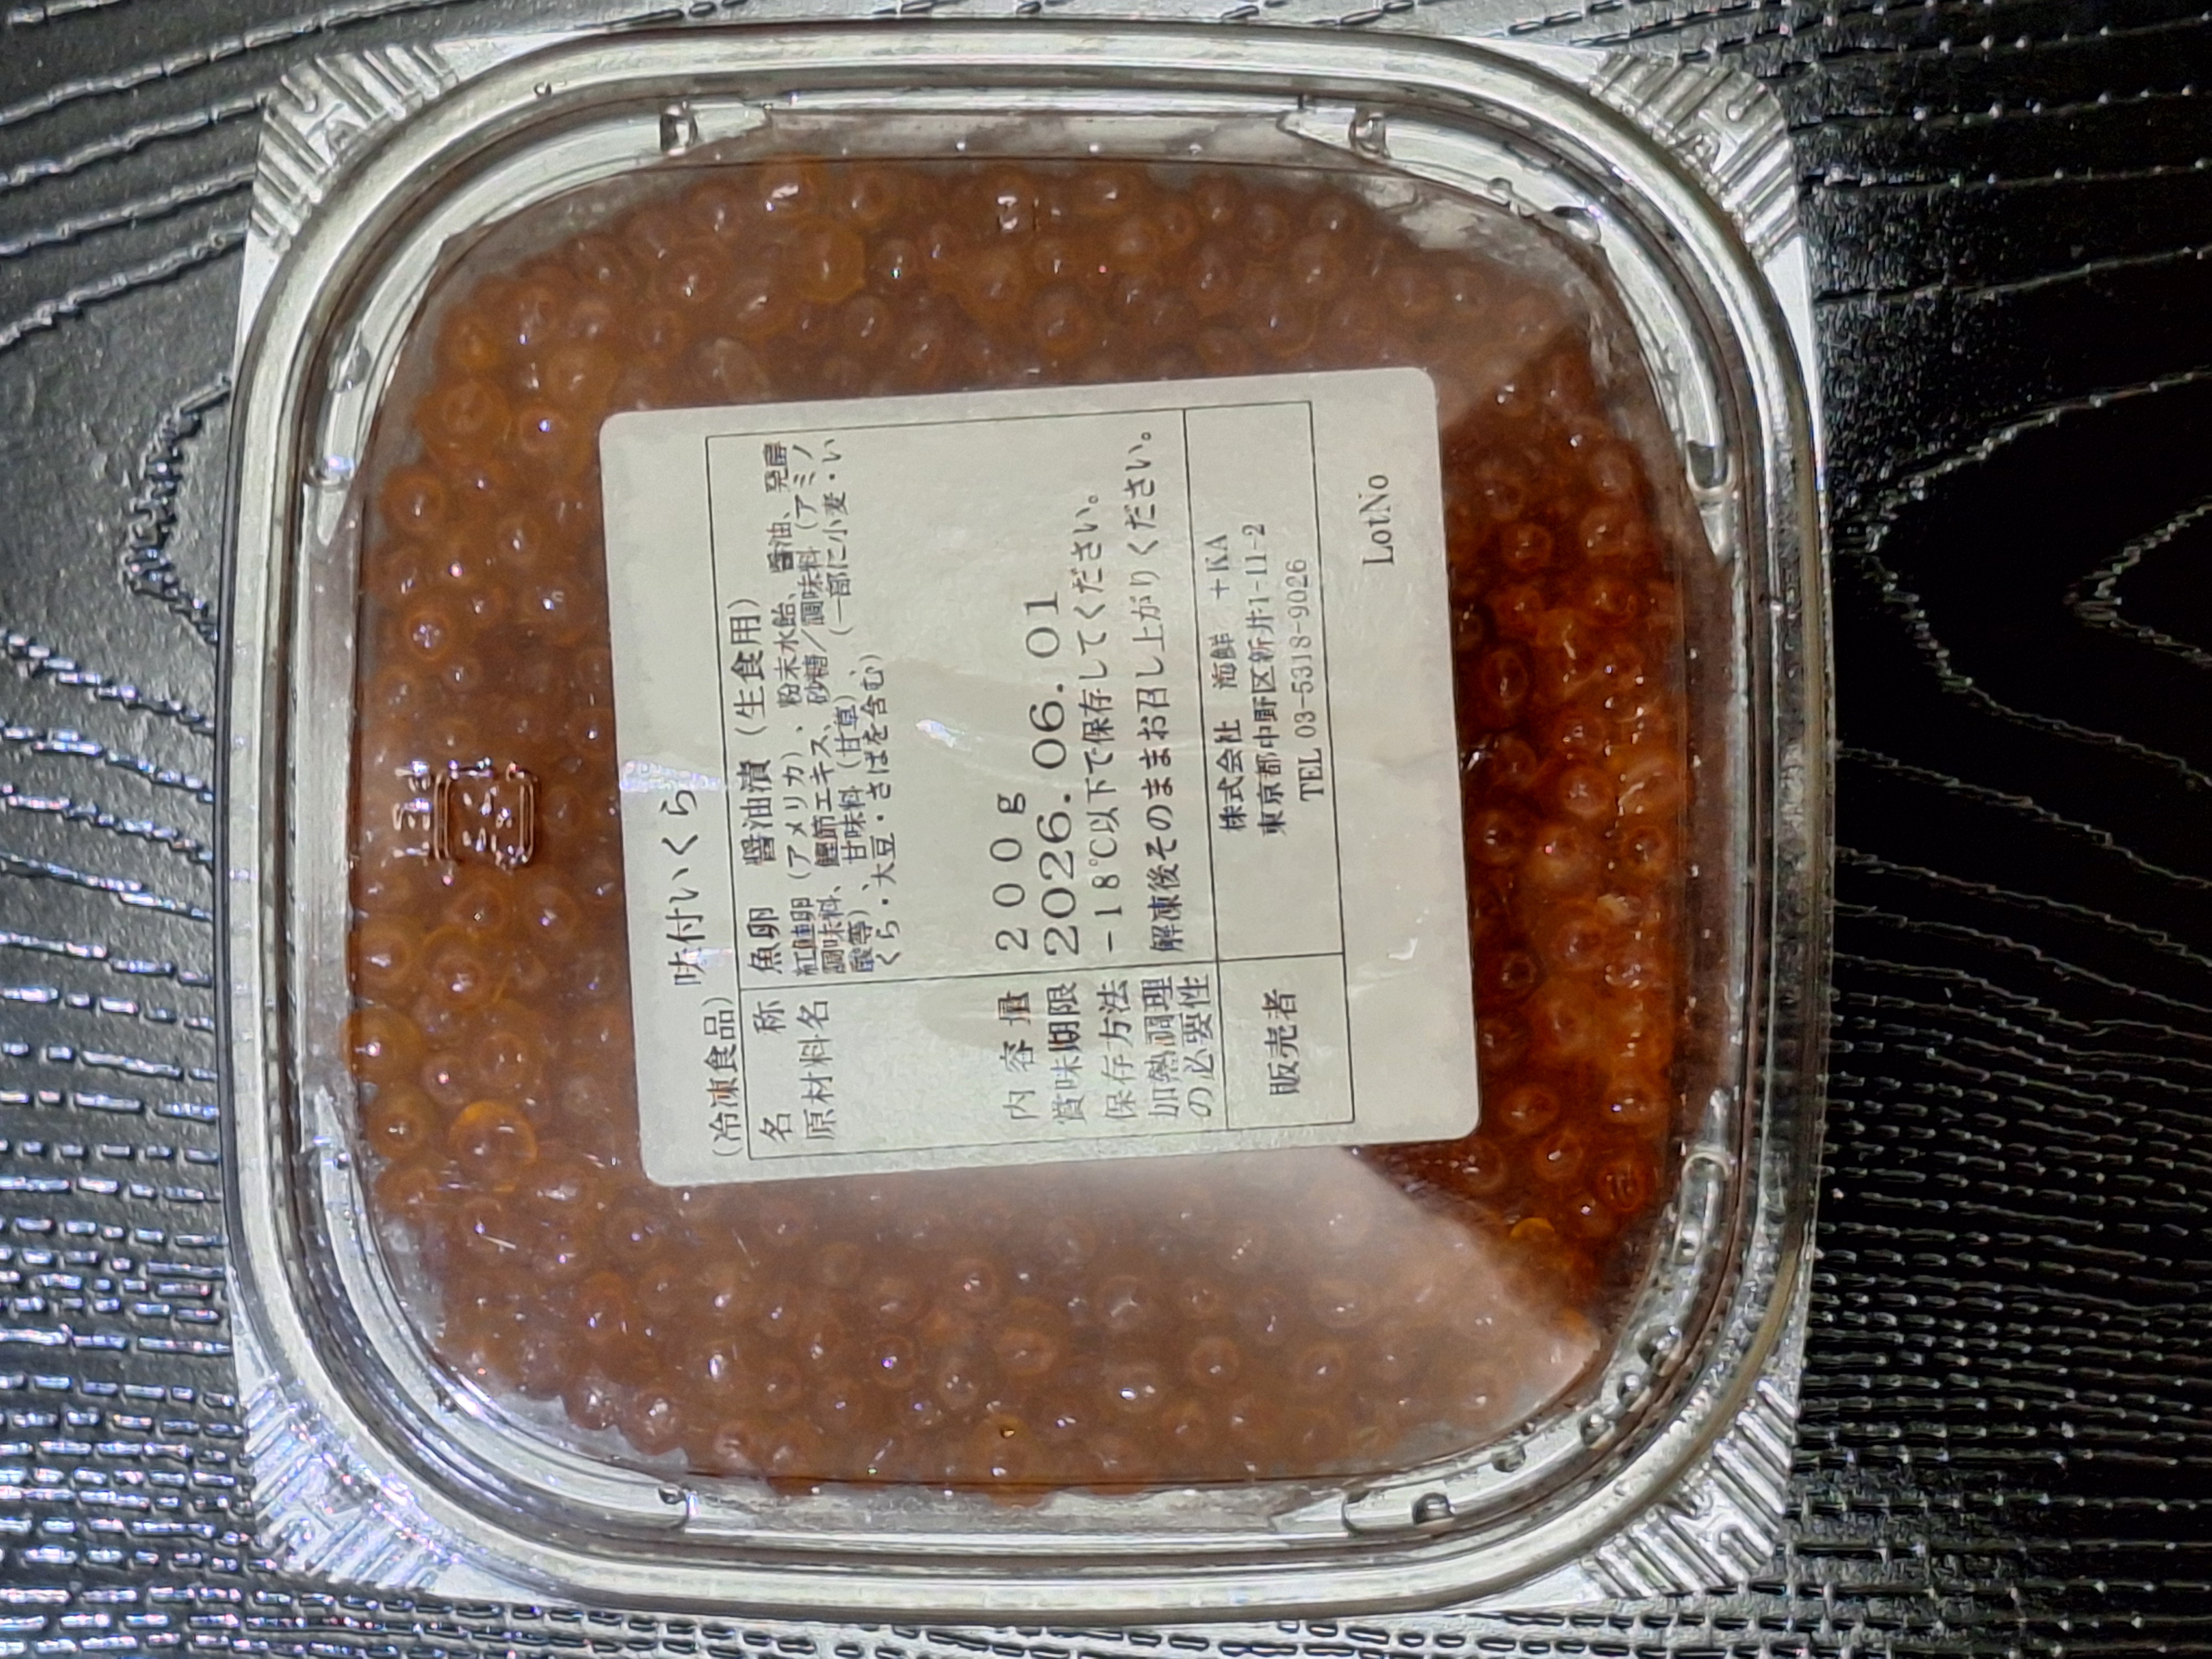 味付いくら
(冷凍食品)
名称 魚卵 醤油漬(生食用)
原材料名 紅鮭卵(アメリカ)、粉末水飴、醤油、発酵
調味料、鰹節エキス、砂糖／調味料(アミノ
酸等)、甘味料(甘草)、(一部に小麦・い
くら・大豆・さばを含む)
内容量 200g
賞味期限 2026.06.01
保存方法 -18℃以下で保存してください。
加熱調理の必要性 解凍後そのままお召し上がりください。
販売者 株式会社 海鮮 +KA
東京都中野区新井1-11-2
TEL 03-5318-9026
LotNo